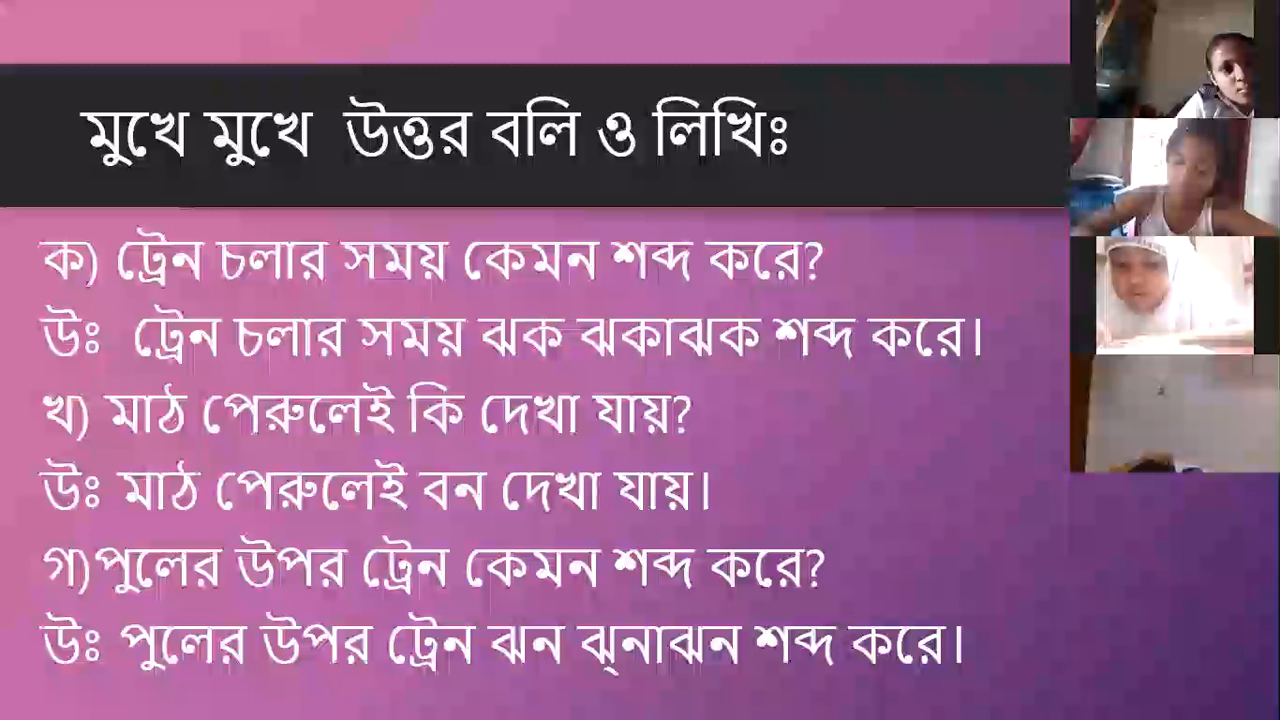 মুখে মুখে উত্তর বলি ও লিখিঃ
ক) ট্রেন চলার সময় কেমন শব্দ করে?
উঃ ট্রেন চলার সময় ঝক ঝকাঝক শব্দ করে।
খ) মাঠ পেরুলেই কি দেখা যায়?
উঃ মাঠ পেরুলেই বন দেখা যায়।
গ)পুলের উপর ট্রেন কেমন শব্দ করে?
উঃ পুলের উপর ট্রেন ঝন ঝ্নাঝন শব্দ করে।